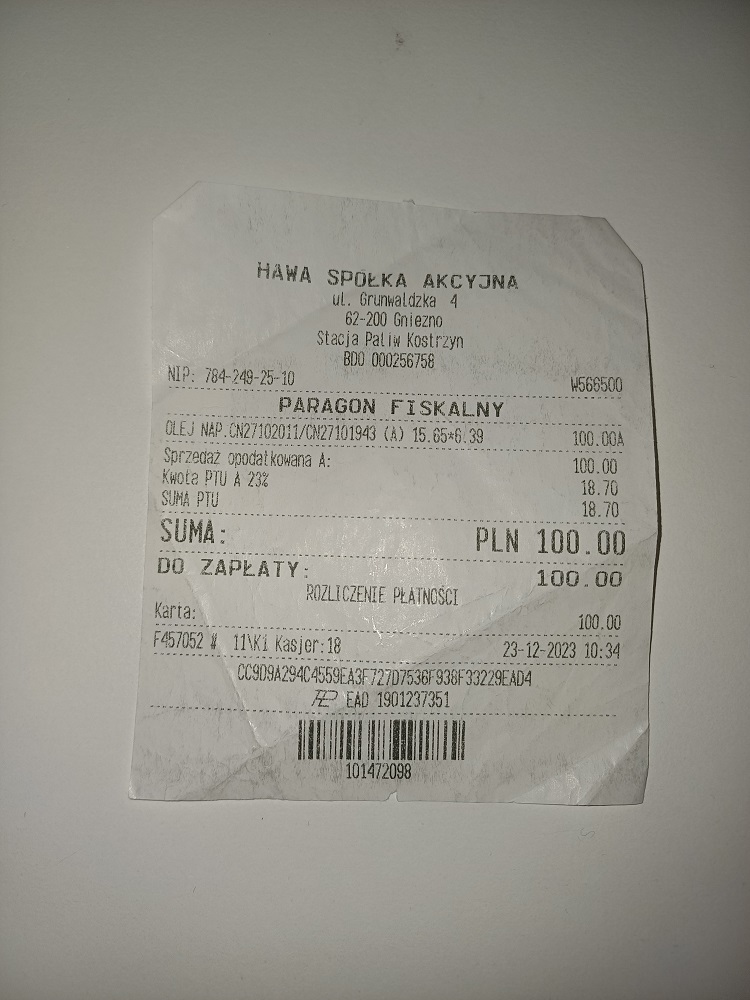 HAWA SPÓŁKA AKCYJNA
ul. Grunwaldzka 4
62-200 Gniezno
Stacja Paliw Kostrzyn
BDO 000256758
NIP: 784-249-25-10 W566500
PARAGON FISKALNY
OLEJ NAP.CN27102011/CN27101943 (A) 15.65*6.39 100.00A
Sprzedaż opodatkowana A: 100.00
Kwota PTU A 23% 18.70
SUMA PTU 18.70
SUMA: PLN 100.00
DO ZAPŁATY: 100.00
ROZLICZENIE PŁATNOŚCI
Karta: 100.00
F457052 # 11\K1 Kasjer:18 23-12-2023 10:34
CC9D9A294C4559EA3F727D7536F938F33229EAD4
EAD 1901237351
101472098